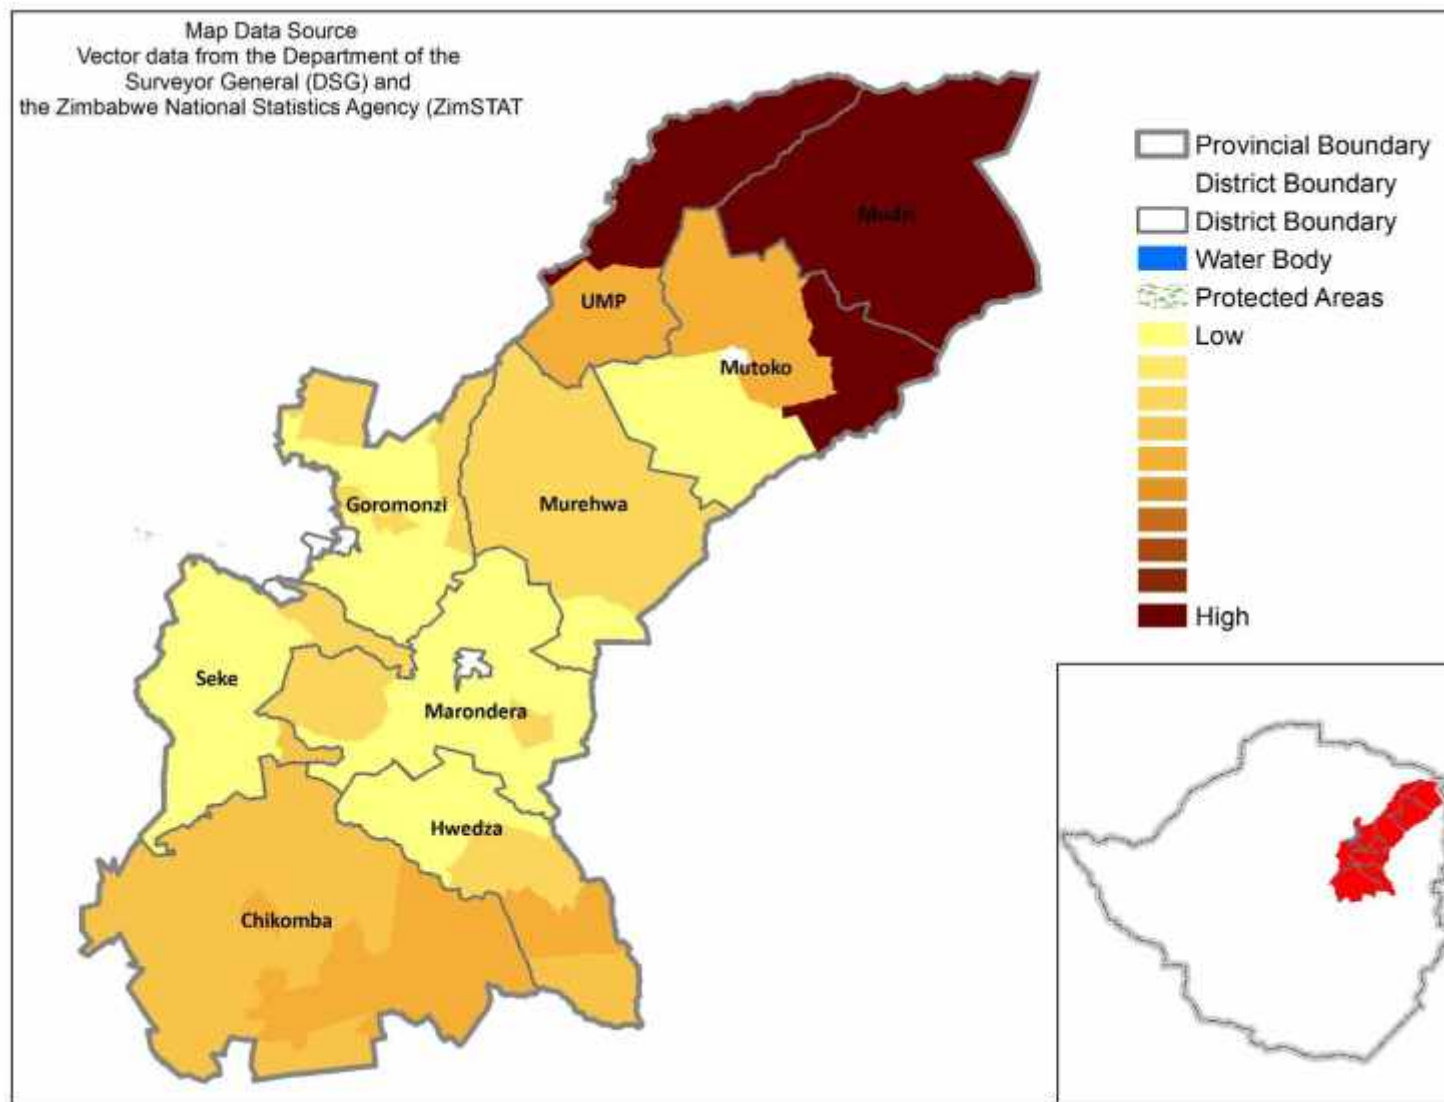 Map Data Source
Vector data from the Department of the
Surveyor General (DSG) and
the Zimbabwe National Statistics Agency (ZimSTAT
Provincial Boundary
District Boundary
District Boundary
Water Body
Protected Areas
Low
High
Mudzi
UMP
Mutoko
Goromonzi
Murehwa
Seke
Marondera
Hwedza
Chikomba